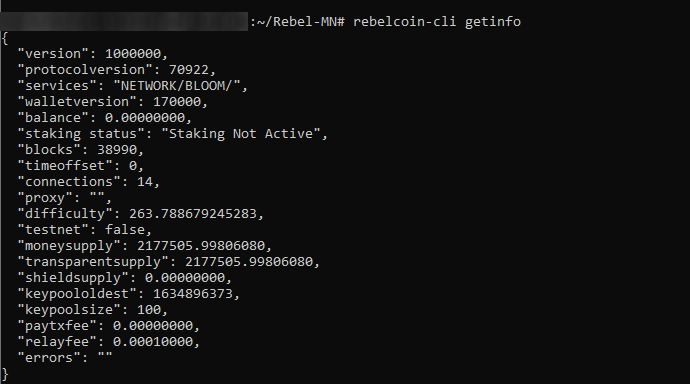 :~/Rebel-MN# rebelcoin-cli getinfo
{
  "version": 1000000,
  "protocolversion": 70922,
  "services": "NETWORK/BLOOM/",
  "walletversion": 170000,
  "balance": 0.00000000,
  "staking status": "Staking Not Active",
  "blocks": 38990,
  "timeoffset": 0,
  "connections": 14,
  "proxy": "",
  "difficulty": 263.788679245283,
  "testnet": false,
  "moneysupply": 2177505.99806080,
  "transparentsupply": 2177505.99806080,
  "shieldsupply": 0.00000000,
  "keypoololdest": 1634896373,
  "keypoolsize": 100,
  "paytxfee": 0.00000000,
  "relayfee": 0.00010000,
  "errors": ""
}